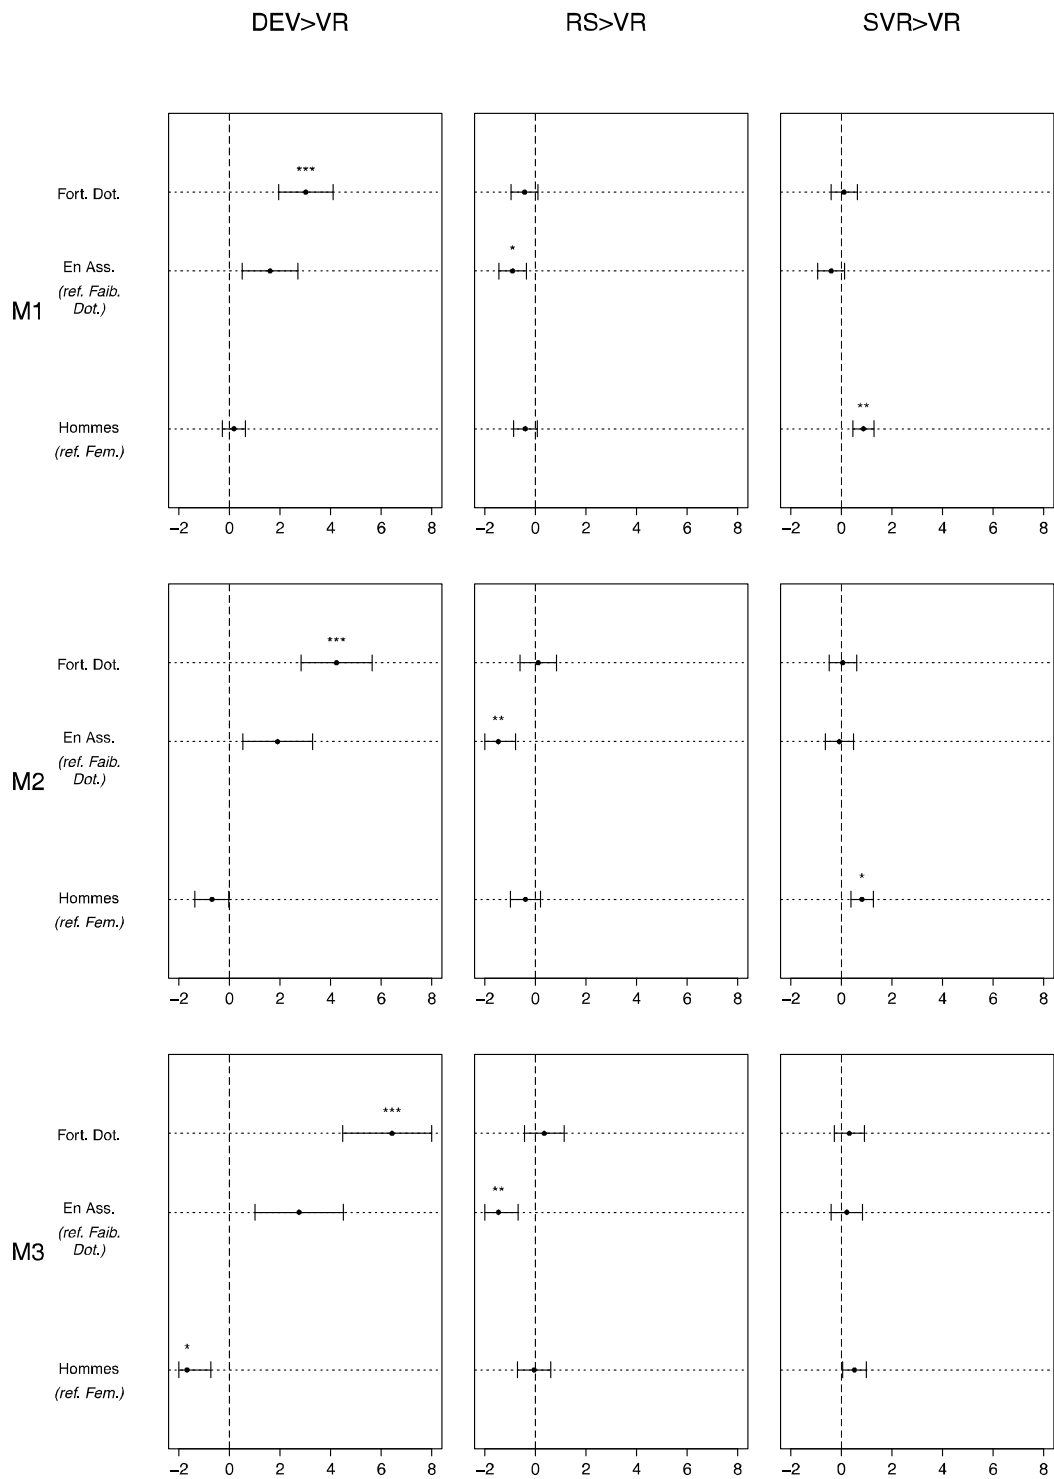 DEV>VR RS>VR SVR>VR
***
Fort. Dot.
*
En Ass.
(ref. Faib.
Dot.)
M1
**
Hommes
(ref. Fem.)
−2 0 2 4 6 8 −2 0 2 4 6 8 −2 0 2 4 6 8
***
Fort. Dot.
**
En Ass.
(ref. Faib.
Dot.)
M2
*
Hommes
(ref. Fem.)
−2 0 2 4 6 8 −2 0 2 4 6 8 −2 0 2 4 6 8
***
Fort. Dot.
**
En Ass.
(ref. Faib.
Dot.)
M3
*
Hommes
(ref. Fem.)
−2 0 2 4 6 8 −2 0 2 4 6 8 −2 0 2 4 6 8